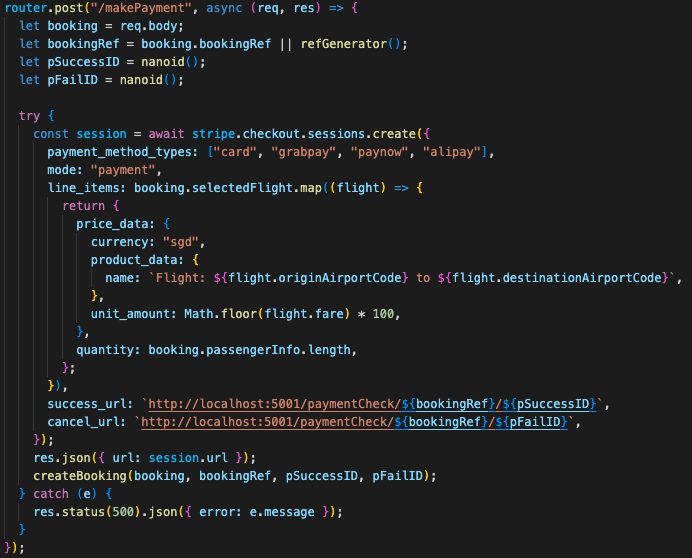 router.post("/makePayment", async (req, res) => {
  let booking = req.body;
  let bookingRef = booking.bookingRef || refGenerator();
  let pSuccessID = nanoid();
  let pFailID = nanoid();

  try {
    const session = await stripe.checkout.sessions.create({
      payment_method_types: ["card", "grabpay", "paynow", "alipay"],
      mode: "payment",
      line_items: booking.selectedFlight.map((flight) => {
        return {
          price_data: {
            currency: "sgd",
            product_data: {
              name: `Flight: ${flight.originAirportCode} to ${flight.destinationAirportCode}`,
            },
            unit_amount: Math.floor(flight.fare) * 100,
          },
          quantity: booking.passengerInfo.length,
        };
      }),
      success_url: `http://localhost:5001/paymentCheck/${bookingRef}/${pSuccessID}`,
      cancel_url: `http://localhost:5001/paymentCheck/${bookingRef}/${pFailID}`,
    });
    res.json({ url: session.url });
    createBooking(booking, bookingRef, pSuccessID, pFailID);
  } catch (e) {
    res.status(500).json({ error: e.message });
  }
});